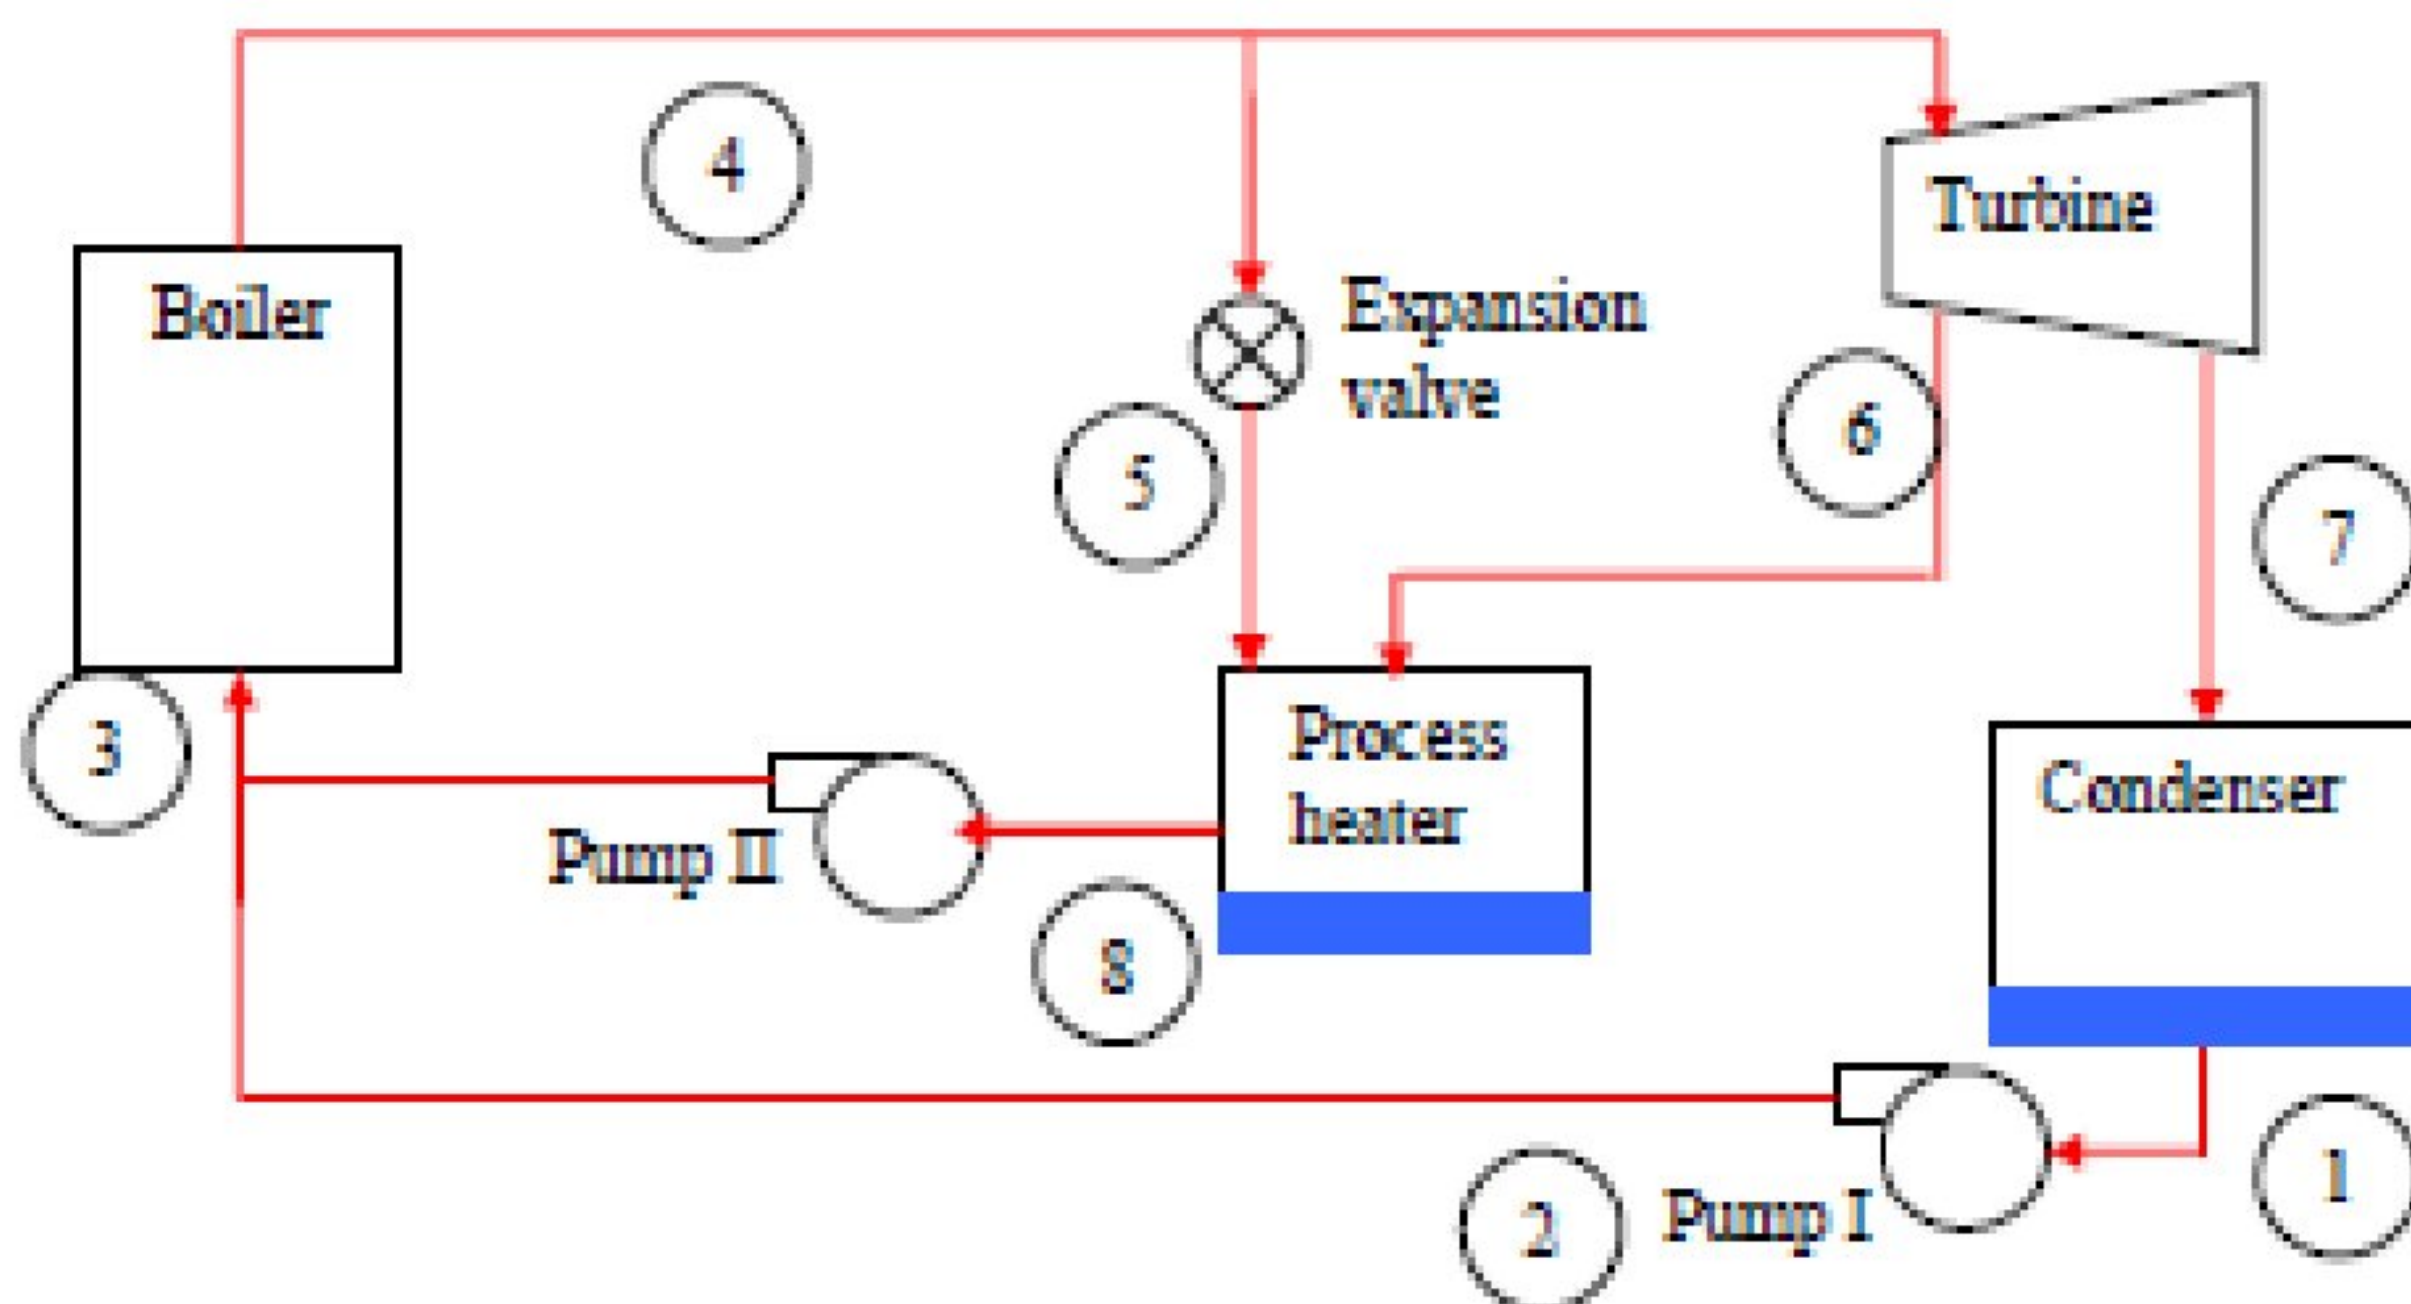 4
Turbine
Boiler
Expansion
valve
6
5
7
3
Process
heater
Condenser
Pump II
8
1
2
Pump I